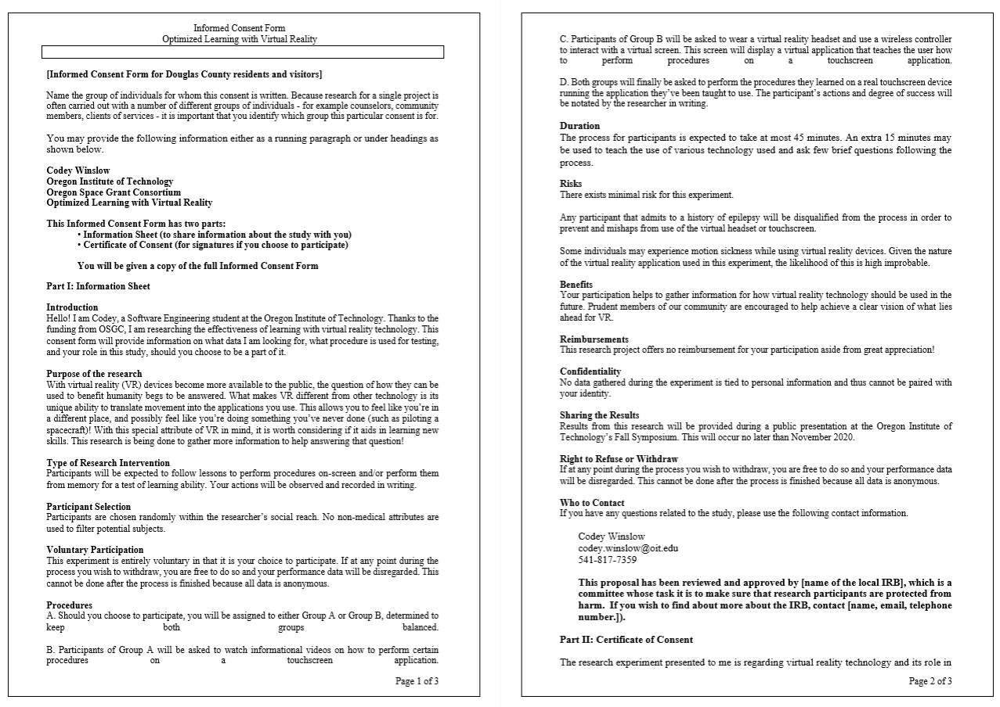 Informed Consent Form
Optimized Learning with Virtual Reality
[Informed Consent Form for Douglas County residents and visitors]
Name the group of individuals for whom this consent is written. Because research for a single project is
often carried out with a number of different groups of individuals - for example counselors, community
members, clients of services - it is important that you identify which group this particular consent is for.
You may provide the following information either as a running paragraph or under headings as
shown below.
Codey Winslow
Oregon Institute of Technology
Oregon Space Grant Consortium
Optimized Learning with Virtual Reality
This Informed Consent Form has two parts:
• Information Sheet (to share information about the study with you)
• Certificate of Consent (for signatures if you choose to participate)
You will be given a copy of the full Informed Consent Form
Part I: Information Sheet
Introduction
Hello! I am Codey, a Software Engineering student at the Oregon Institute of Technology. Thanks to the
funding from OSGC, I am researching the effectiveness of learning with virtual reality technology. This
consent form will provide information on what data I am looking for, what procedure is used for testing,
and your role in this study, should you choose to be a part of it.
Purpose of the research
With virtual reality (VR) devices become more available to the public, the question of how they can be
used to benefit humanity begs to be answered. What makes VR different from other technology is its
unique ability to translate movement into the applications you use. This allows you to feel like you're in
a different place, and possibly feel like you're doing something you've never done (such as piloting a
spacecraft)! With this special attribute of VR in mind, it is worth considering if it aids in learning new
skills. This research is being done to gather more information to help answering that question!
Type of Research Intervention
Participants will be expected to follow lessons to perform procedures on-screen and/or perform them
from memory for a test of learning ability. Your actions will be observed and recorded in writing.
Participant Selection
Participants are chosen randomly within the researcher's social reach. No non-medical attributes are
used to filter potential subjects.
Voluntary Participation
This experiment is entirely voluntary in that it is your choice to participate. If at any point during the
process you wish to withdraw, you are free to do so and your performance data will be disregarded. This
cannot be done after the process is finished because all data is anonymous.
Procedures
A. Should you choose to participate, you will be assigned to either Group A or Group B, determined to
keep both groups balanced.
B. Participants of Group A will be asked to watch informational videos on how to perform certain
procedures on a touchscreen application.
Page 1 of 3
C. Participants of Group B will be asked to wear a virtual reality headset and use a wireless controller
to interact with a virtual screen. This screen will display a virtual application that teaches the user how
to perform procedures on a touchscreen application.
D. Both groups will finally be asked to perform the procedures they learned on a real touchscreen device
running the application they've been taught to use. The participant's actions and degree of success will
be notated by the researcher in writing.
Duration
The process for participants is expected to take at most 45 minutes. An extra 15 minutes may
be used to teach the use of various technology used and ask few brief questions following the
process.
Risks
There exists minimal risk for this experiment.
Any participant that admits to a history of epilepsy will be disqualified from the process in order to
prevent and mishaps from use of the virtual headset or touchscreen.
Some individuals may experience motion sickness while using virtual reality devices. Given the nature
of the virtual reality application used in this experiment, the likelihood of this is high improbable.
Benefits
Your participation helps to gather information for how virtual reality technology should be used in the
future. Prudent members of our community are encouraged to help achieve a clear vision of what lies
ahead for VR.
Reimbursements
This research project offers no reimbursement for your participation aside from great appreciation!
Confidentiality
No data gathered during the experiment is tied to personal information and thus cannot be paired with
your identity.
Sharing the Results
Results from this research will be provided during a public presentation at the Oregon Institute of
Technology's Fall Symposium. This will occur no later than November 2020.
Right to Refuse or Withdraw
If at any point during the process you wish to withdraw, you are free to do so and your performance data
will be disregarded. This cannot be done after the process is finished because all data is anonymous.
Who to Contact
If you have any questions related to the study, please use the following contact information.
Codey Winslow
codey.winslow@oit.edu
541-817-7359
This proposal has been reviewed and approved by [name of the local IRB], which is a
committee whose task it is to make sure that research participants are protected from
harm. If you wish to find about more about the IRB, contact [name, email, telephone
number.]).
Part II: Certificate of Consent
The research experiment presented to me is regarding virtual reality technology and its role in
Page 2 of 3